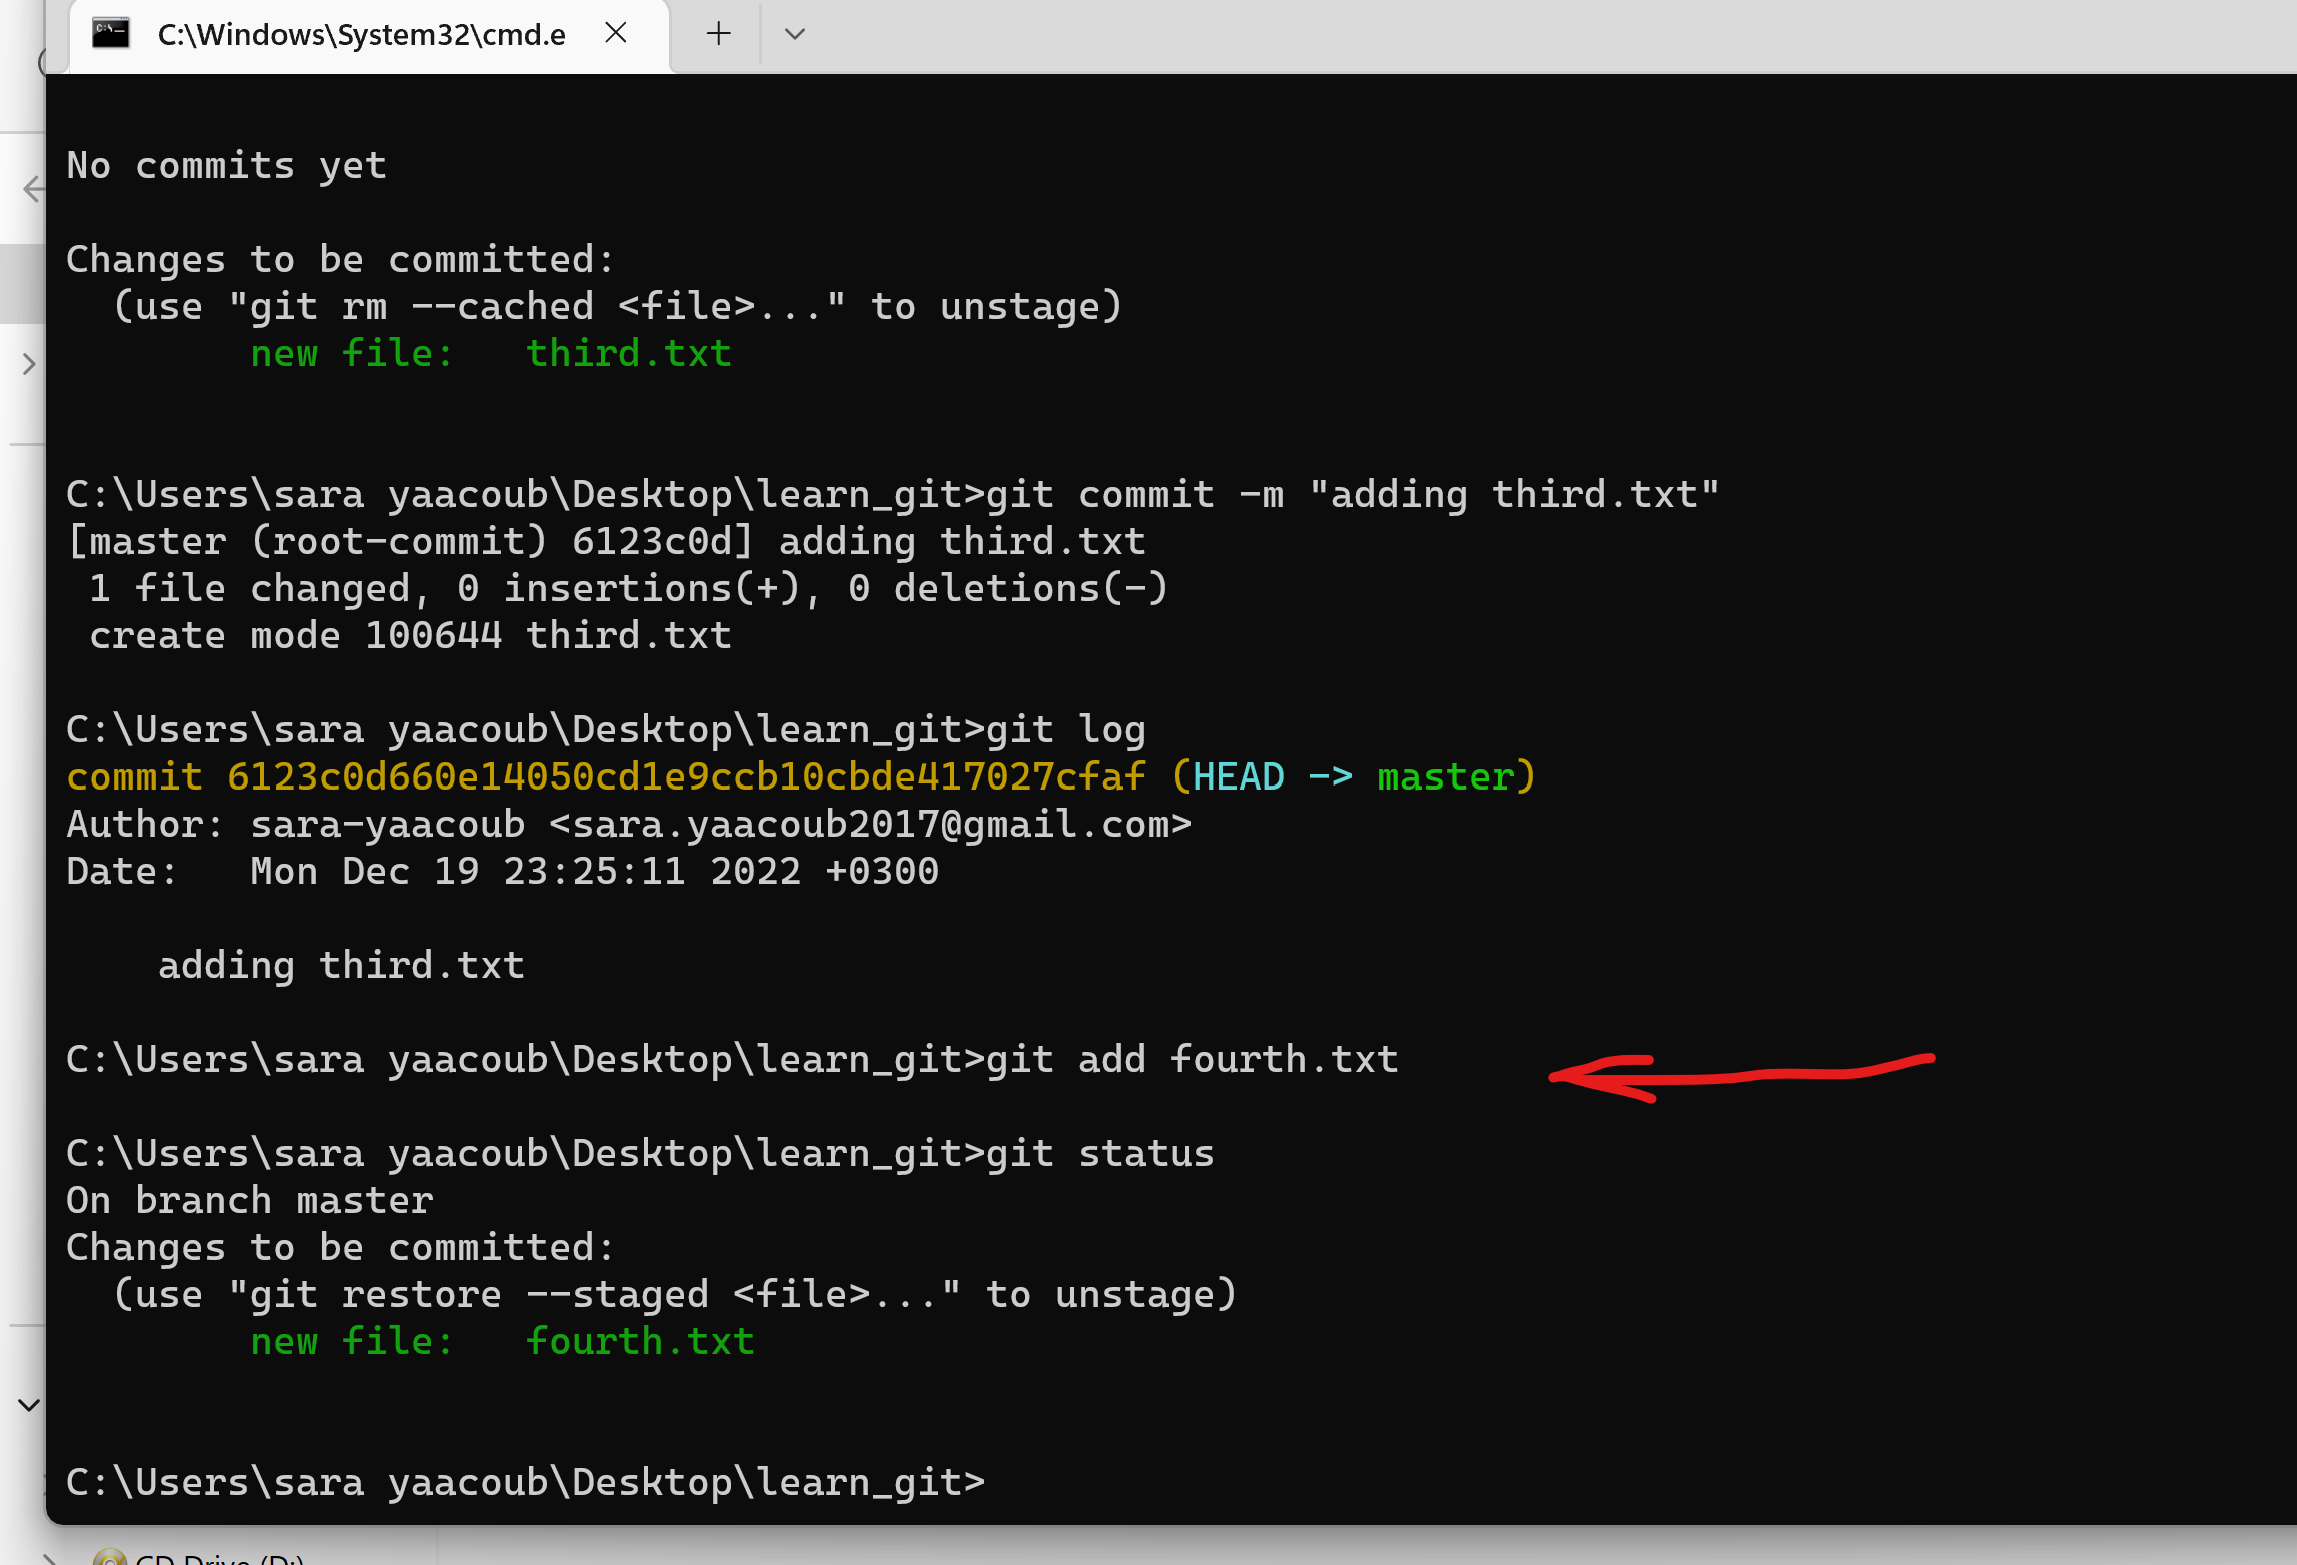 C:\Windows\System32\cmd.e
No commits yet
Changes to be committed:
  (use "git rm --cached <file>..." to unstage)
        new file:   third.txt
C:\Users\sara yaacoub\Desktop\learn_git>git commit -m "adding third.txt"
[master (root-commit) 6123c0d] adding third.txt
 1 file changed, 0 insertions(+), 0 deletions(-)
 create mode 100644 third.txt
C:\Users\sara yaacoub\Desktop\learn_git>git log
commit 6123c0d660e14050cd1e9ccb10cbde417027cfaf (HEAD -> master)
Author: sara-yaacoub <sara.yaacoub2017@gmail.com>
Date:   Mon Dec 19 23:25:11 2022 +0300
    adding third.txt
C:\Users\sara yaacoub\Desktop\learn_git>git add fourth.txt
C:\Users\sara yaacoub\Desktop\learn_git>git status
On branch master
Changes to be committed:
  (use "git restore --staged <file>..." to unstage)
        new file:   fourth.txt
C:\Users\sara yaacoub\Desktop\learn_git>
CD Drive (D:)